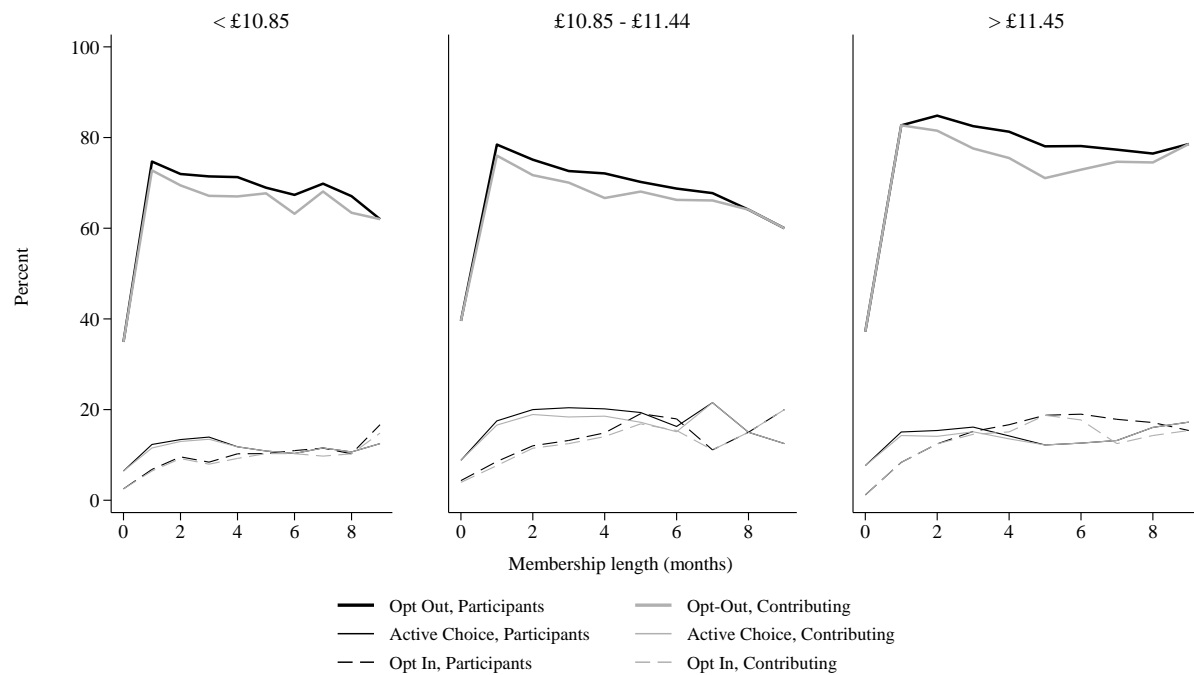 < £10.85 £10.85 - £11.44 > £11.45
100
80
60
40
20
0
Percent
0 2 4 6 8 0 2 4 6 8 0 2 4 6 8
Membership length (months)
Opt Out, Participants Opt-Out, Contributing
Active Choice, Participants Active Choice, Contributing
Opt In, Participants Opt In, Contributing